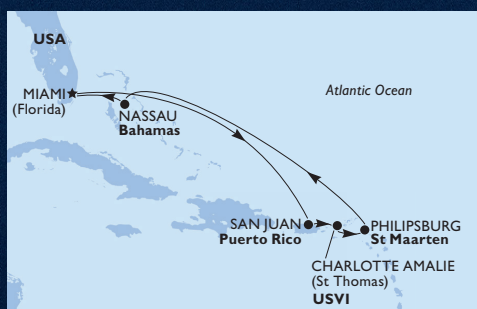 USA
MIAMI
(Florida)
NASSAU
Bahamas
Atlantic Ocean
SAN JUAN
Puerto Rico
PHILIPSBURG
St Maarten
CHARLOTTE AMALIE
(St Thomas)
USVI